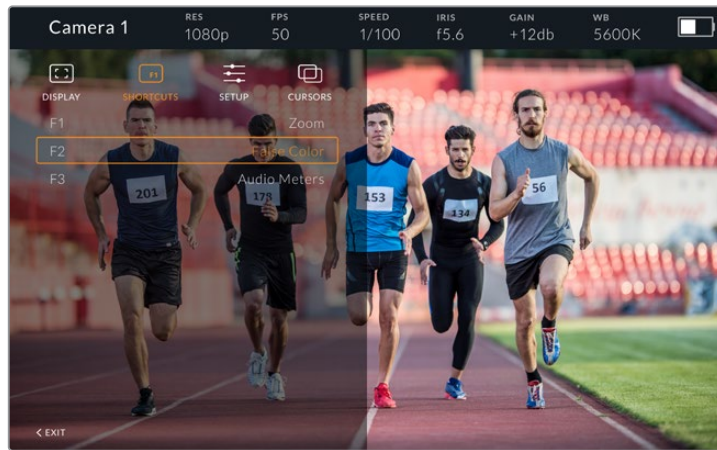 Camera 1
RES
1080p
FPS
50
SPEED
1/100
IRIS
f5.6
GAIN
+12db
WB
5600K
DISPLAY
F1
SHORTCUTS
SETUP
CURSORS
F1 Zoom
F2 False Color
F3 Audio Meters
201
178
153
134
56
< EXIT